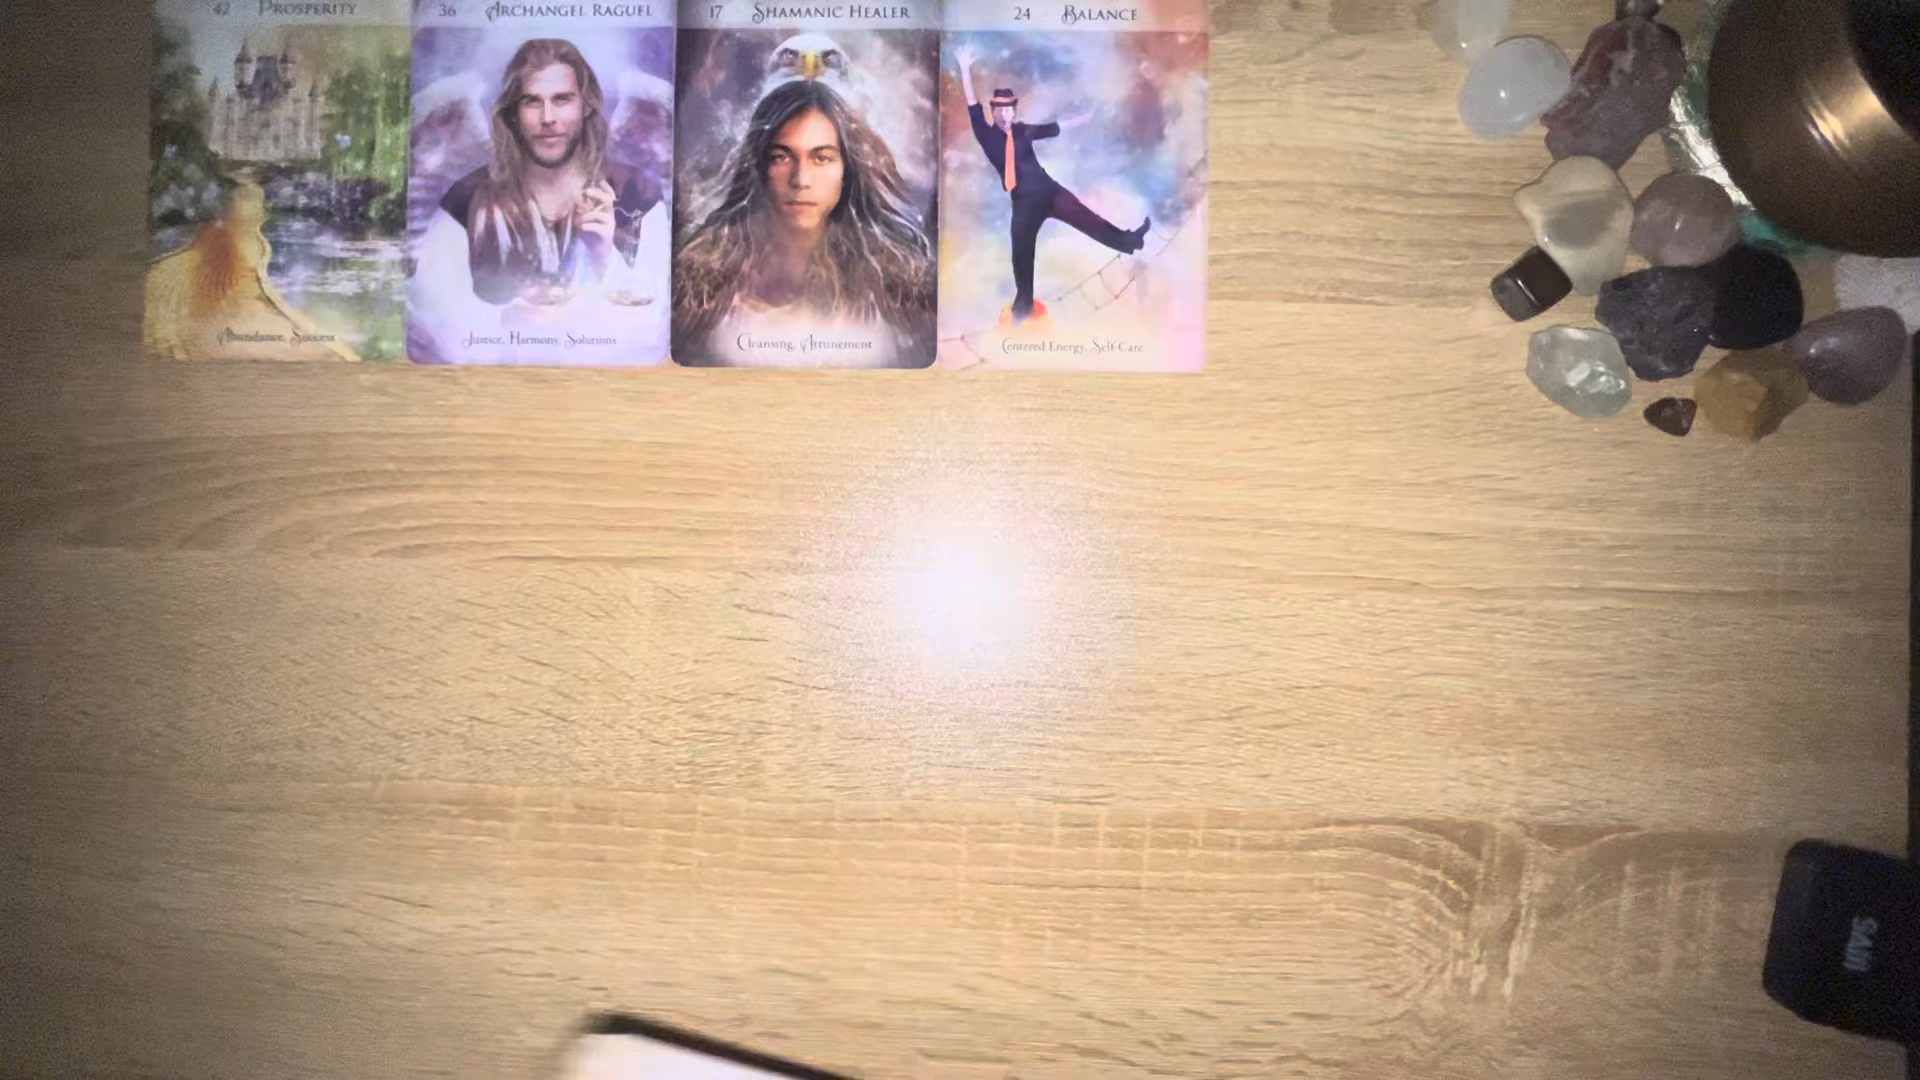 42 PROSPERITY
Abundance, Success
36 ARCHANGEL RAGUEL
Justice, Harmony, Solutions
17 SHAMANIC HEALER
Cleansing, Attunement
24 BALANCE
Centered Energy, Self-Care